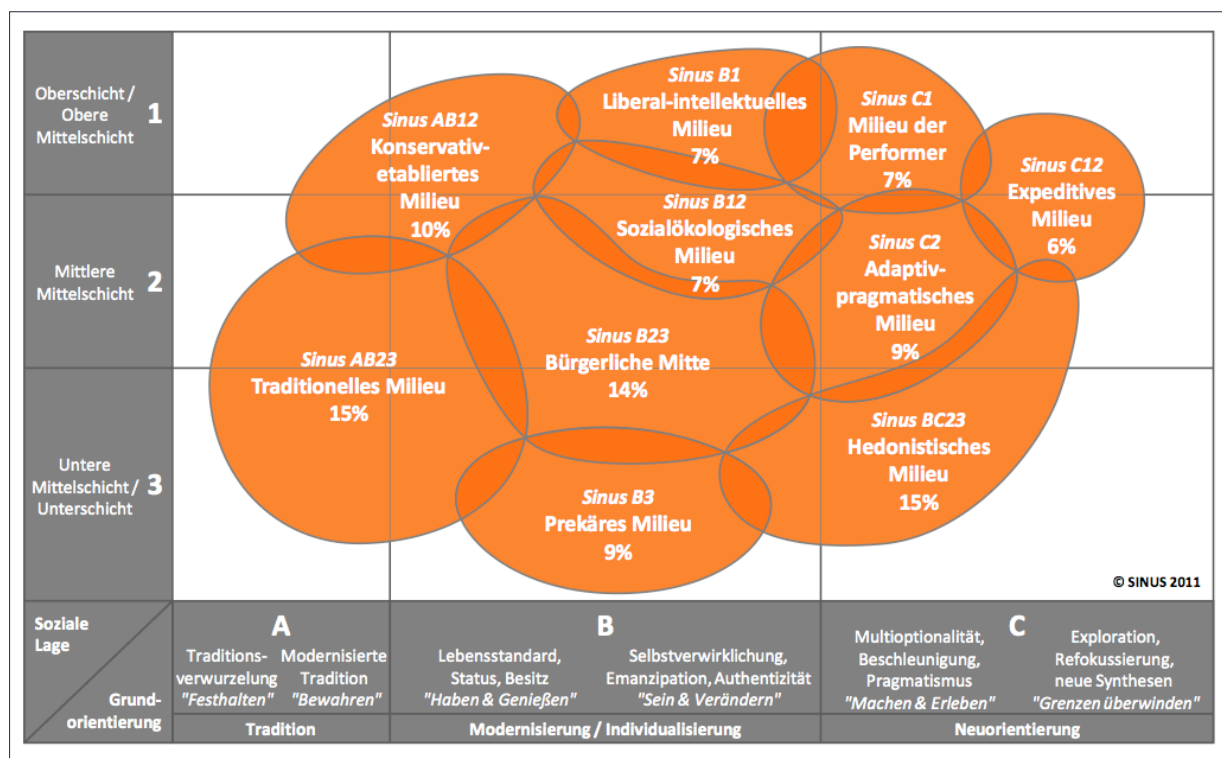 Oberschicht /
Obere
Mittelschicht
1
Mittlere
Mittelschicht
2
Untere
Mittelschicht /
Unterschicht
3
Sinus AB12
Konservativ-
etabliertes
Milieu
10%
Sinus B1
Liberal-intellektuelles
Milieu
7%
Sinus C1
Milieu der
Performer
7%
Sinus C12
Expeditives
Milieu
6%
Sinus B12
Sozialökologisches
Milieu
7%
Sinus C2
Adaptiv-
pragmatisches
Milieu
9%
Sinus AB23
Traditionelles Milieu
15%
Sinus B23
Bürgerliche Mitte
14%
Sinus BC23
Hedonistisches
Milieu
15%
Sinus B3
Prekäres Milieu
9%
© SINUS 2011
Soziale
Lage
Grund-
orientierung
A
Traditions-
verwurzelung
"Festhalten"
Modernisierte
Tradition
"Bewahren"
Tradition
B
Lebensstandard,
Status, Besitz
"Haben & Genießen"
Selbstverwirklichung,
Emanzipation, Authentizität
"Sein & Verändern"
Modernisierung / Individualisierung
C
Multioptionalität,
Beschleunigung,
Pragmatismus
"Machen & Erleben"
Exploration,
Refokussierung,
neue Synthesen
"Grenzen überwinden"
Neuorientierung